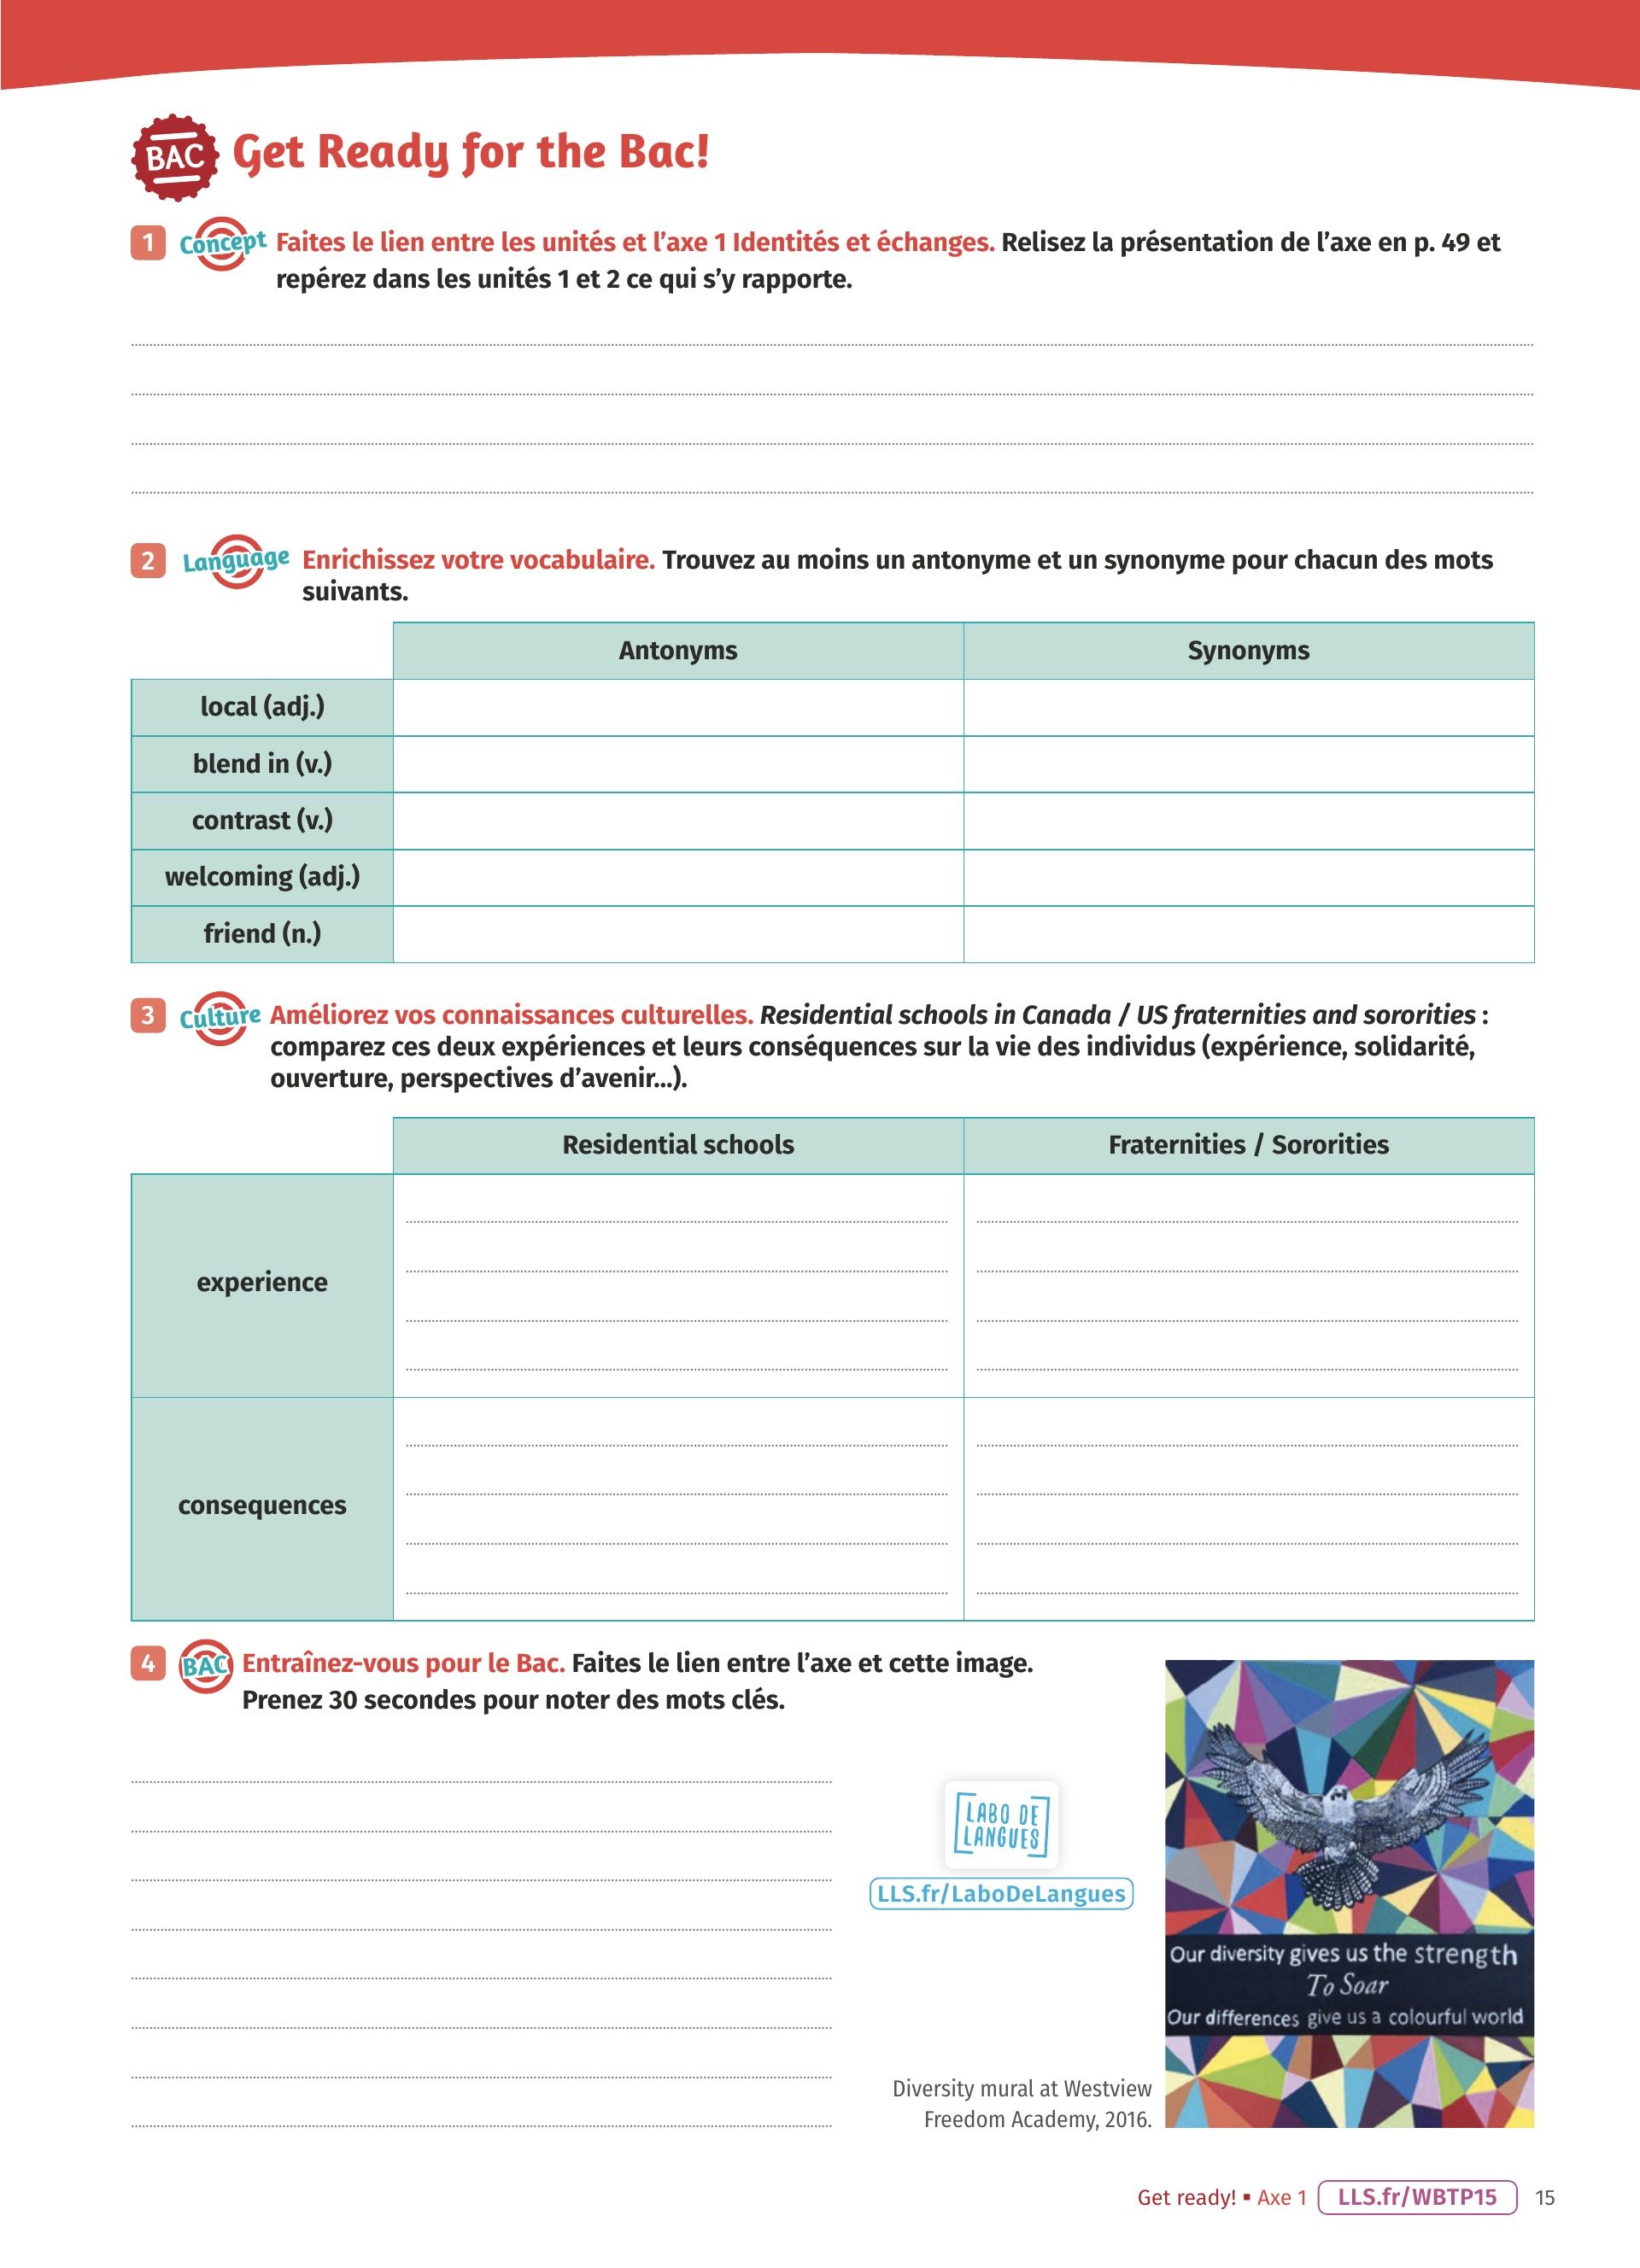 BAC Get Ready for the Bac!
1 Concept Faites le lien entre les unités et l’axe 1 Identités et échanges. Relisez la présentation de l’axe en p. 49 et
repérez dans les unités 1 et 2 ce qui s’y rapporte.
2 Language Enrichissez votre vocabulaire. Trouvez au moins un antonyme et un synonyme pour chacun des mots
suivants.
Antonyms Synonyms
local (adj.)
blend in (v.)
contrast (v.)
welcoming (adj.)
friend (n.)
3 Culture Améliorez vos connaissances culturelles. Residential schools in Canada / US fraternities and sororities :
comparez ces deux expériences et leurs conséquences sur la vie des individus (expérience, solidarité,
ouverture, perspectives d’avenir...).
Residential schools Fraternities / Sororities
experience
consequences
4 BAC Entraînez-vous pour le Bac. Faites le lien entre l’axe et cette image.
Prenez 30 secondes pour noter des mots clés.
LABO DE
LANGUES
LLS.fr/LaboDeLangues
Our diversity gives us the strength
To Soar
Our differences give us a colourful world
Diversity mural at Westview
Freedom Academy, 2016.
Get ready! ▪ Axe 1 LLS.fr/WBTP15 15